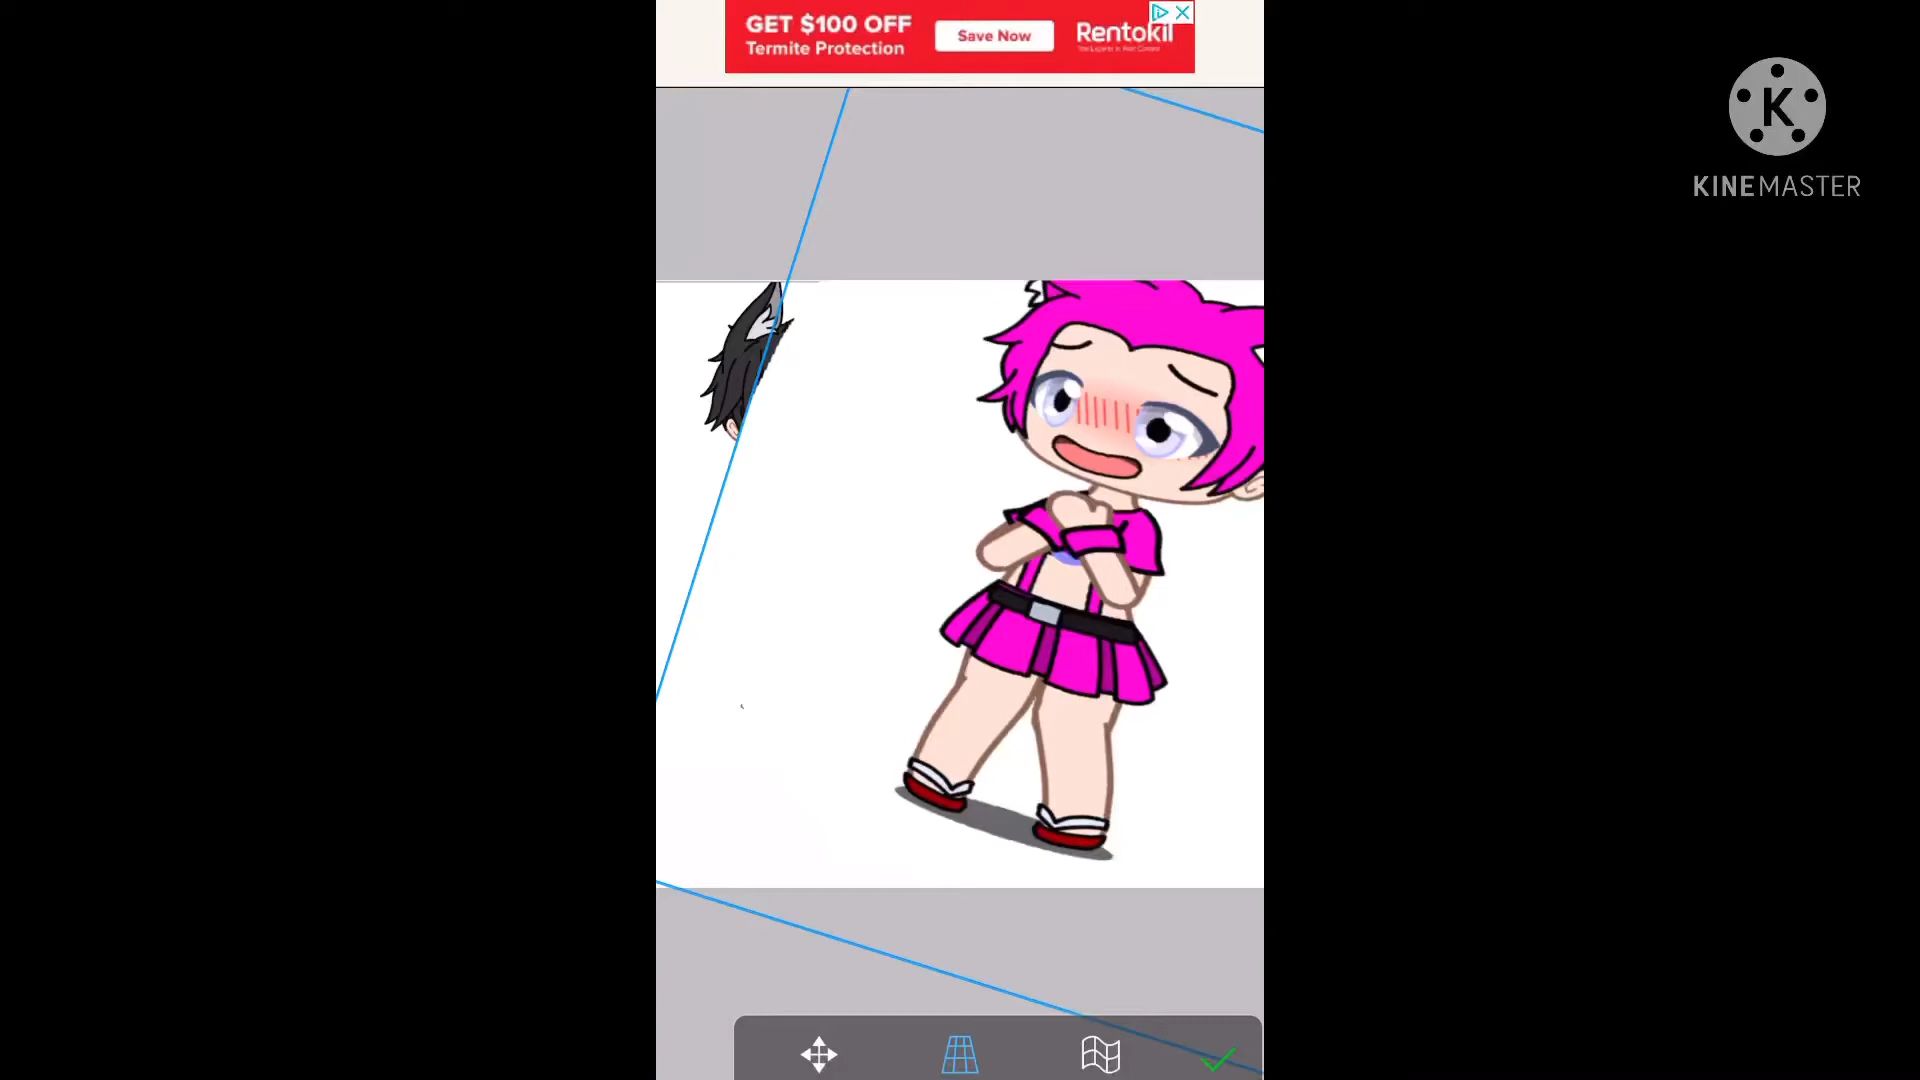 GET $100 OFF
Termite Protection
Save Now
Rentokil
K
KINEMASTER